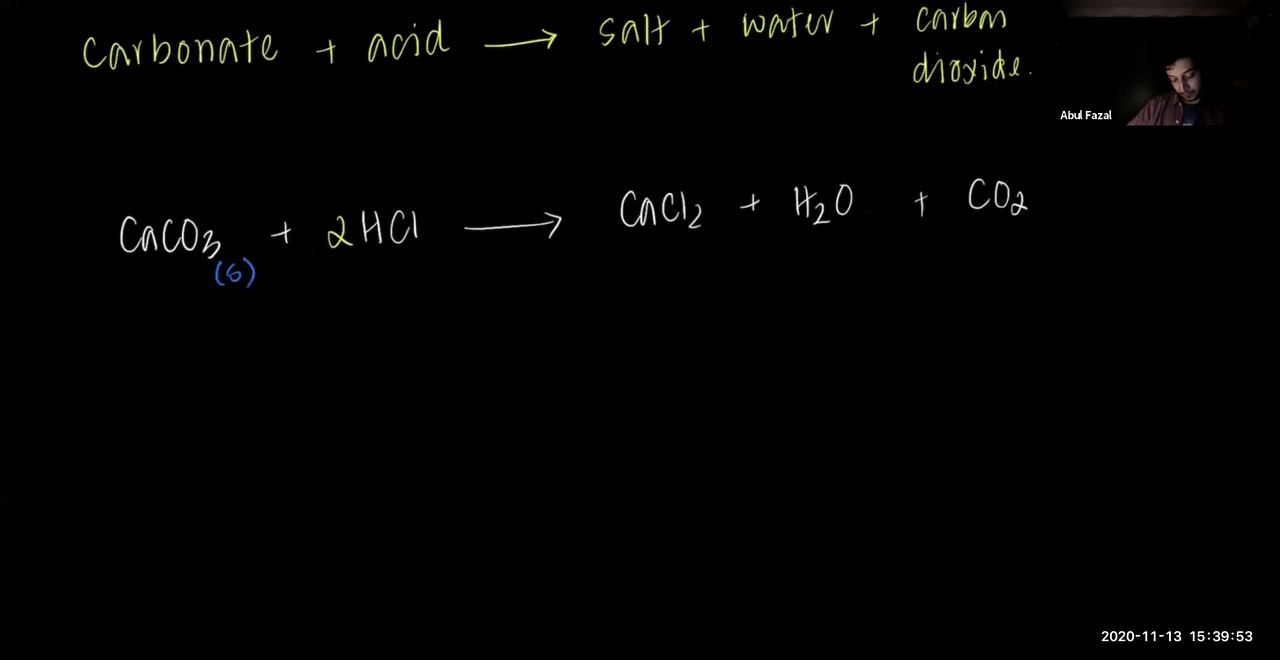 Carbonate + acid → salt + water + carbon
dioxide.
Abul Fazal
CaCO₃ + 2HCl → CaCl₂ + H₂O + CO₂
(s)
2020-11-13 15:39:53